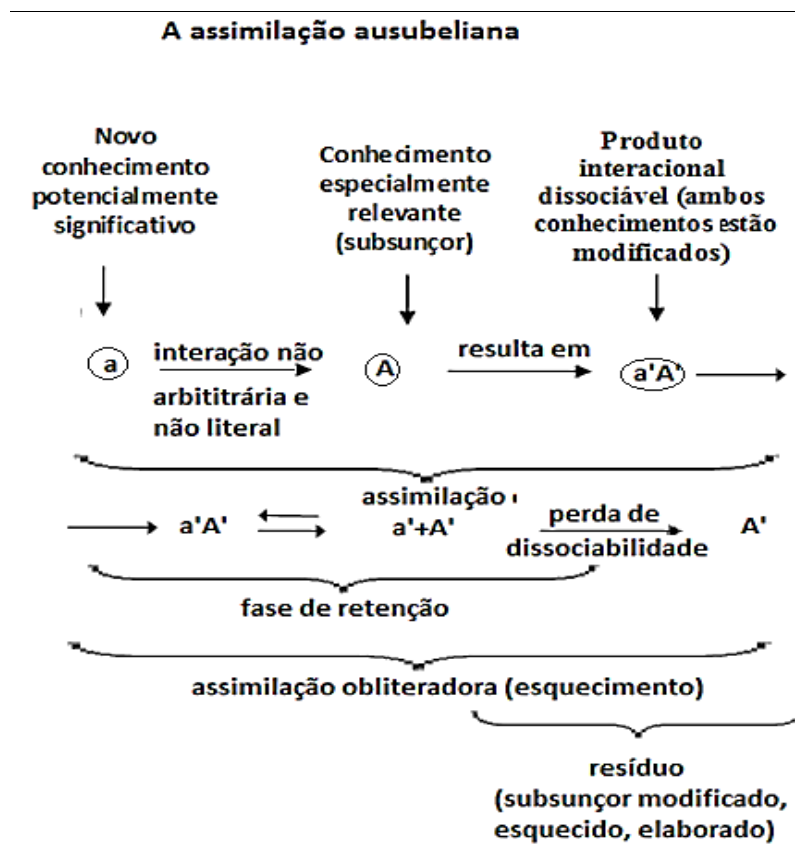 A assimilação ausubeliana
Novo
conhecimento
potencialmente
significativo
Conhecimento
especialmente
relevante
(subsunçor)
Produto
interacional
dissociável (ambos
conhecimentos estão
modificados)
a
interação não
arbititrária e
não literal
A
resulta em
a'A'
assimilação
a'A'
a'+A'
perda de
dissociabilidade
A'
fase de retenção
assimilação obliteradora (esquecimento)
resíduo
(subsunçor modificado,
esquecido, elaborado)